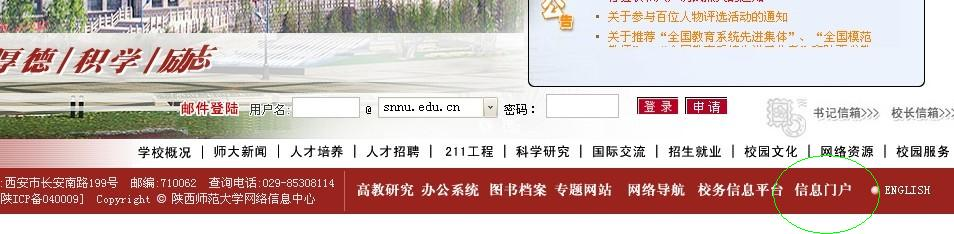 公告
关于参与百位人物评选活动的通知
关于推荐“全国教育系统先进集体”、“全国模范
厚德/积学/励志
邮件登陆 用户名: @ snnu.edu.cn 密码: 登录 申请
书记信箱>>> 校长信箱>>>
学校概况 | 师大新闻 | 人才培养 | 人才招聘 | 211工程 | 科学研究 | 国际交流 | 招生就业 | 校园文化 | 网络资源 | 校园服务
:西安市长安南路199号 邮编:710062 查询电话:029-85308114
陕ICP备040009] Copyright © 陕西师范大学网络信息中心
高教研究 办公系统 图书档案 专题网站 网络导航 校务信息平台 信息门户 ENGLISH